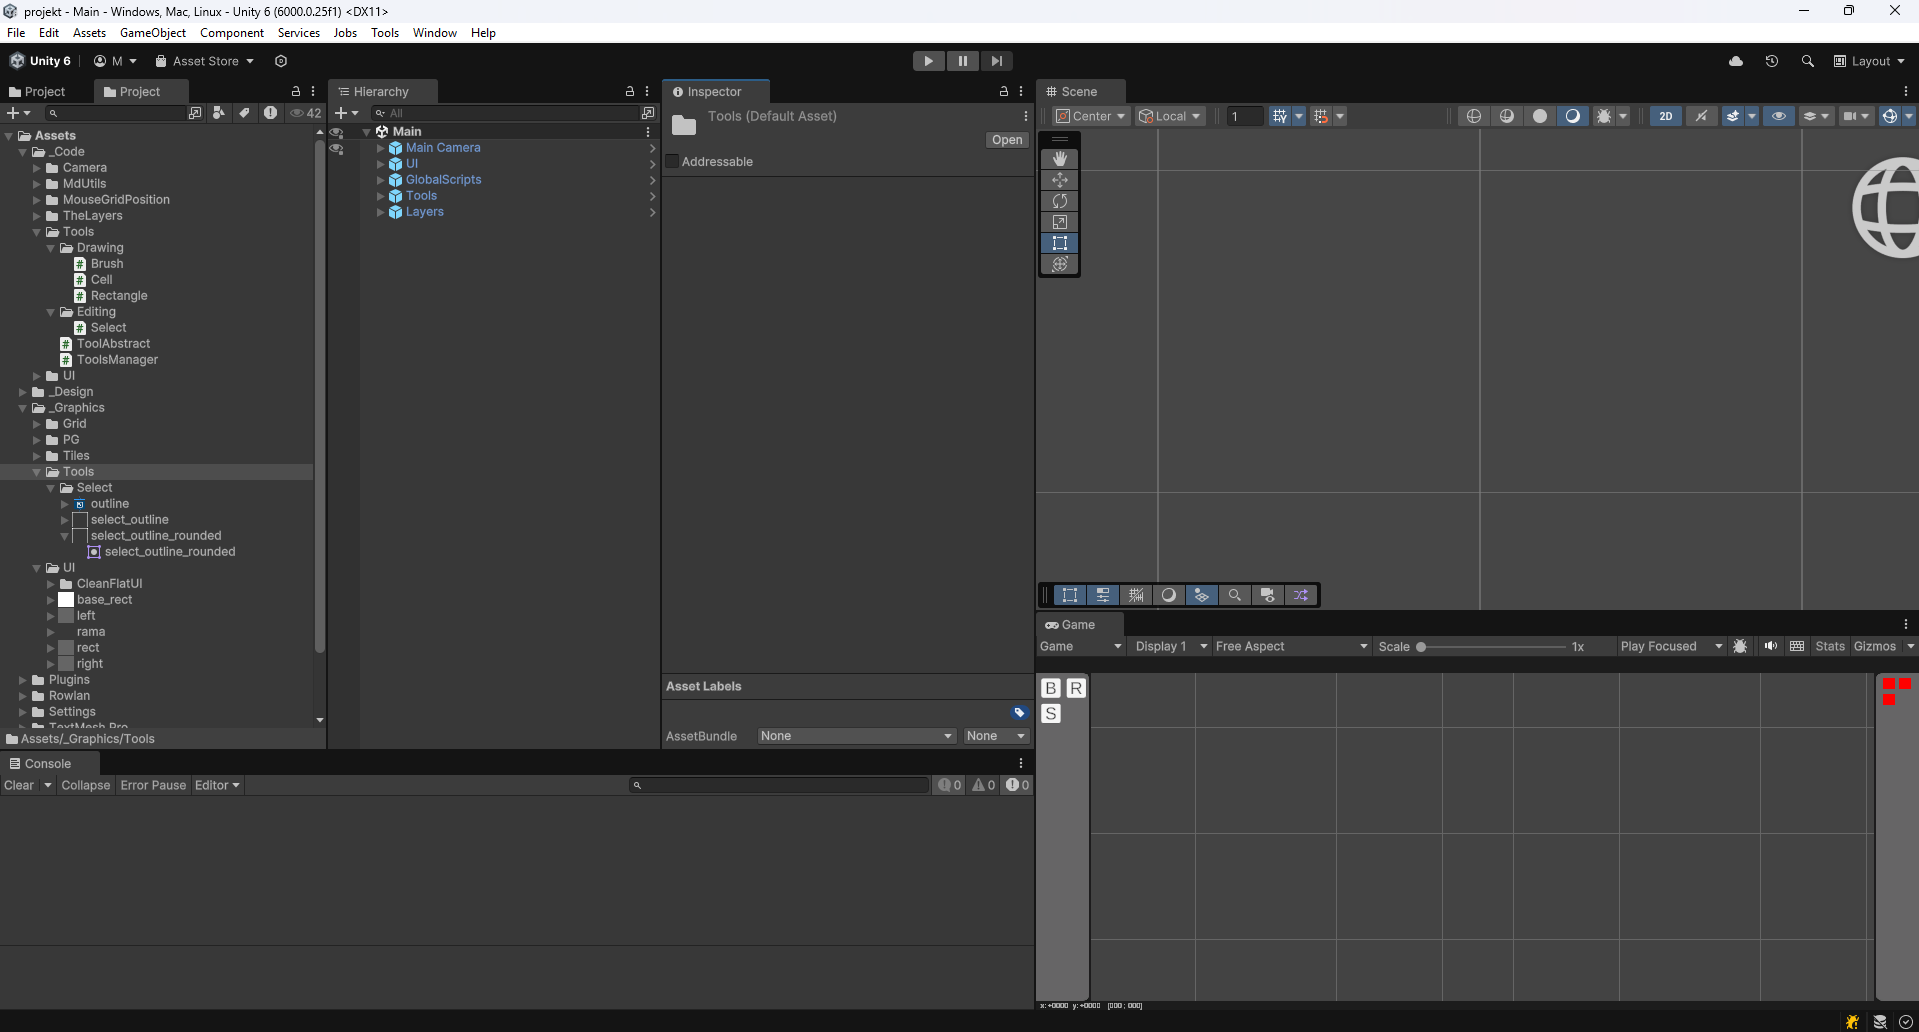 projekt - Main - Windows, Mac, Linux - Unity 6 (6000.0.25f1) <DX11>
File Edit Assets GameObject Component Services Jobs Tools Window Help
Unity 6 M Asset Store Layout
Project Project
42
Assets
_Code
Camera
MdUtils
MouseGridPosition
TheLayers
Tools
Drawing
Brush
Cell
Rectangle
Editing
Select
ToolAbstract
ToolsManager
UI
_Design
_Graphics
Grid
PG
Tiles
Tools
Select
outline
select_outline
select_outline_rounded
select_outline_rounded
UI
CleanFlatUI
base_rect
left
rama
rect
right
Plugins
Rowlan
Settings
TextMesh Pro
Assets/_Graphics/Tools
Hierarchy
All
Main
Main Camera
UI
GlobalScripts
Tools
Layers
Inspector
Tools (Default Asset)
Open
Addressable
Asset Labels
AssetBundle None None
Scene
Center Local 1 2D
Game
Game Display 1 Free Aspect Scale 1x Play Focused Stats Gizmos
B R
S
x:+0000 y:+0000 [000 ; 000]
Console
Clear Collapse Error Pause Editor 0 0 0